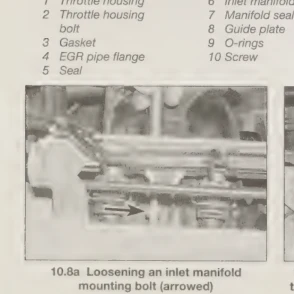 1 Throttle housing
2 Throttle housing
bolt
3 Gasket
4 EGR pipe flange
5 Seal
6 Inlet manifold
7 Manifold seal
8 Guide plate
9 O-rings
10 Screw
10.8a Loosening an inlet manifold
mounting bolt (arrowed)